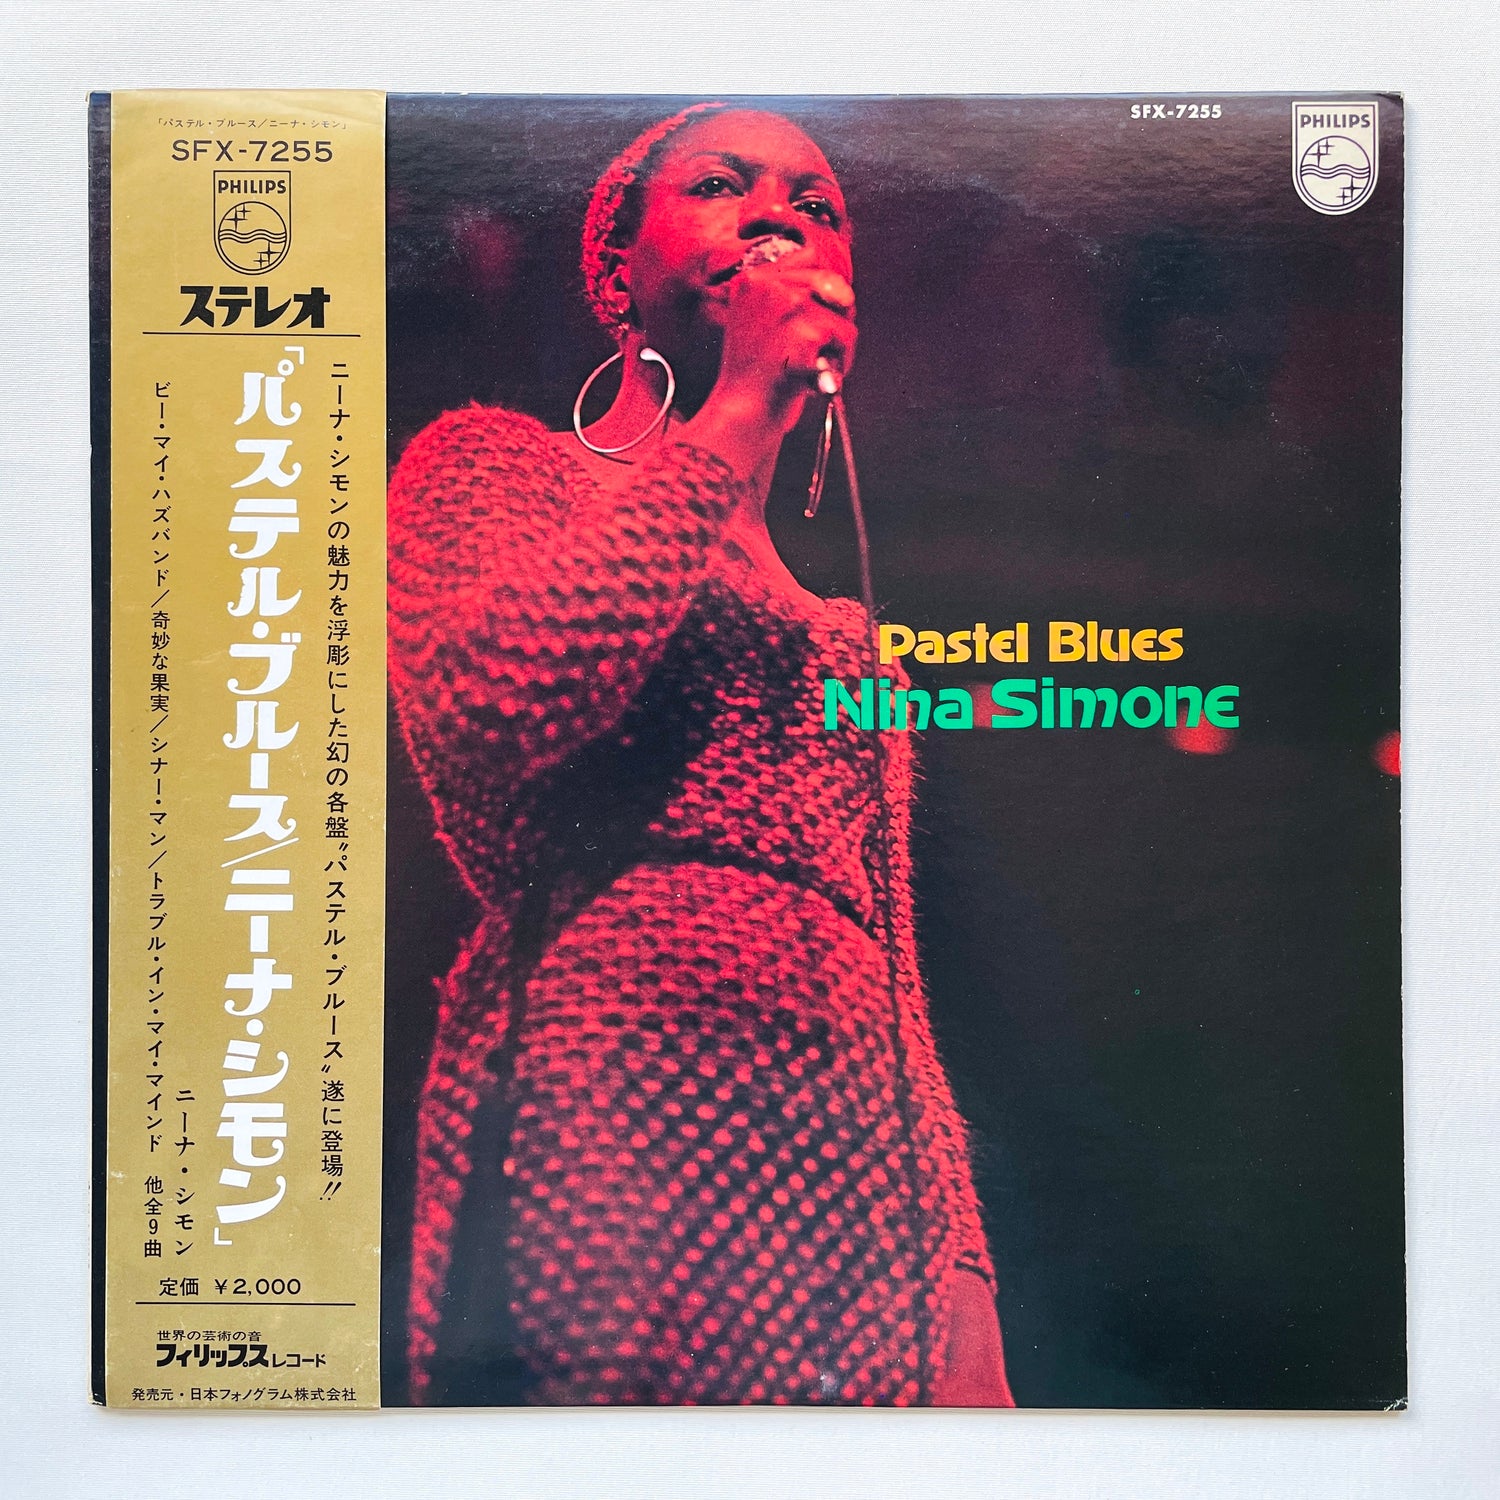 「パステル・ブルース/ニーナ・シモン」
SFX-7255
PHILIPS
ステレオ
ニーナ・シモンの魅力を浮彫にした幻の各盤〝パステル・ブルース〟遂に登場!!
「パステル・ブルース/ニーナ・シモン」
ニーナ・シモン
ビー・マイ・ハズバンド/奇妙な果実/シナー・マン/トラブル・イン・マイ・マインド 他全9曲
定価 ¥2,000
世界の芸術の音
フィリップスレコード
発売元・日本フォノグラム株式会社
SFX-7255
PHILIPS
Pastel Blues
Nina Simone